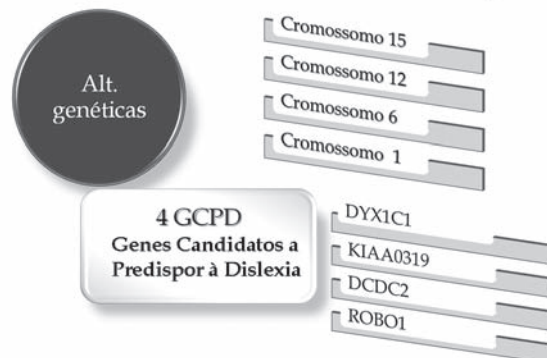 Alt.
genéticas
Cromossomo 15
Cromossomo 12
Cromossomo 6
Cromossomo 1
4 GCPD
Genes Candidatos a
Predispor à Dislexia
DYX1C1
KIAA0319
DCDC2
ROBO1